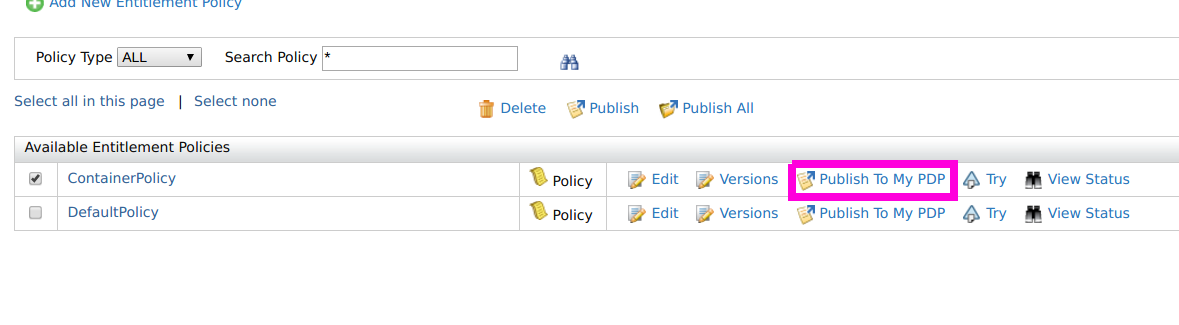 Add New Entitlement Policy
Policy Type ALL Search Policy *
Select all in this page | Select none
Delete Publish Publish All
Available Entitlement Policies
ContainerPolicy Policy Edit Versions Publish To My PDP Try View Status
DefaultPolicy Policy Edit Versions Publish To My PDP Try View Status